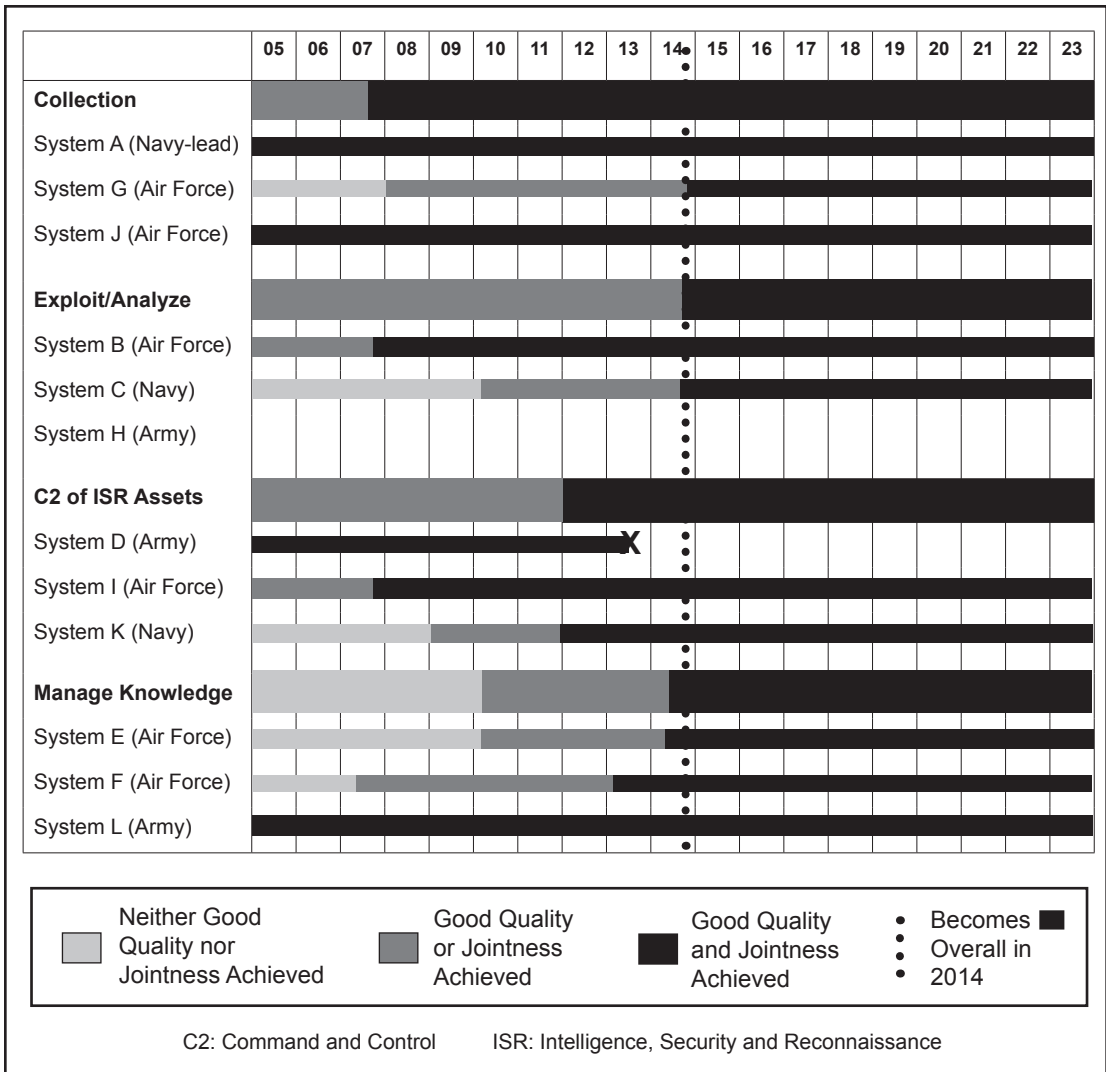 05 06 07 08 09 10 11 12 13 14 15 16 17 18 19 20 21 22 23
Collection
System A (Navy-lead)
System G (Air Force)
System J (Air Force)
Exploit/Analyze
System B (Air Force)
System C (Navy)
System H (Army)
C2 of ISR Assets
System D (Army) X
System I (Air Force)
System K (Navy)
Manage Knowledge
System E (Air Force)
System F (Air Force)
System L (Army)
Neither Good
Quality nor
Jointness Achieved
Good Quality
or Jointness
Achieved
Good Quality
and Jointness
Achieved
Becomes
Overall in
2014
C2: Command and Control ISR: Intelligence, Security and Reconnaissance